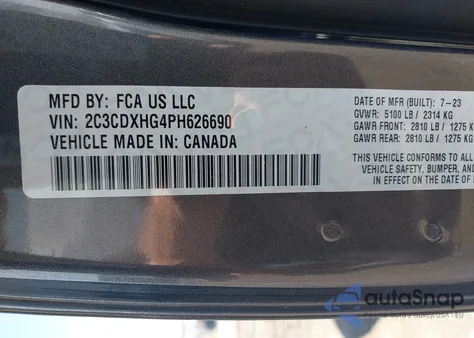 MFD BY: FCA US LLC
VIN: 2C3CDXHG4PH626690
VEHICLE MADE IN: CANADA
DATE OF MFR (BUILT): 7-23
GVWR: 5100 LB / 2314 KG
GAWR FRONT: 2810 LB / 1275 KG
GAWR REAR: 2810 LB / 1275 KG
THIS VEHICLE CONFORMS TO ALL
VEHICLE SAFETY, BUMPER, AND
IN EFFECT ON THE DATE OF
autoSnap